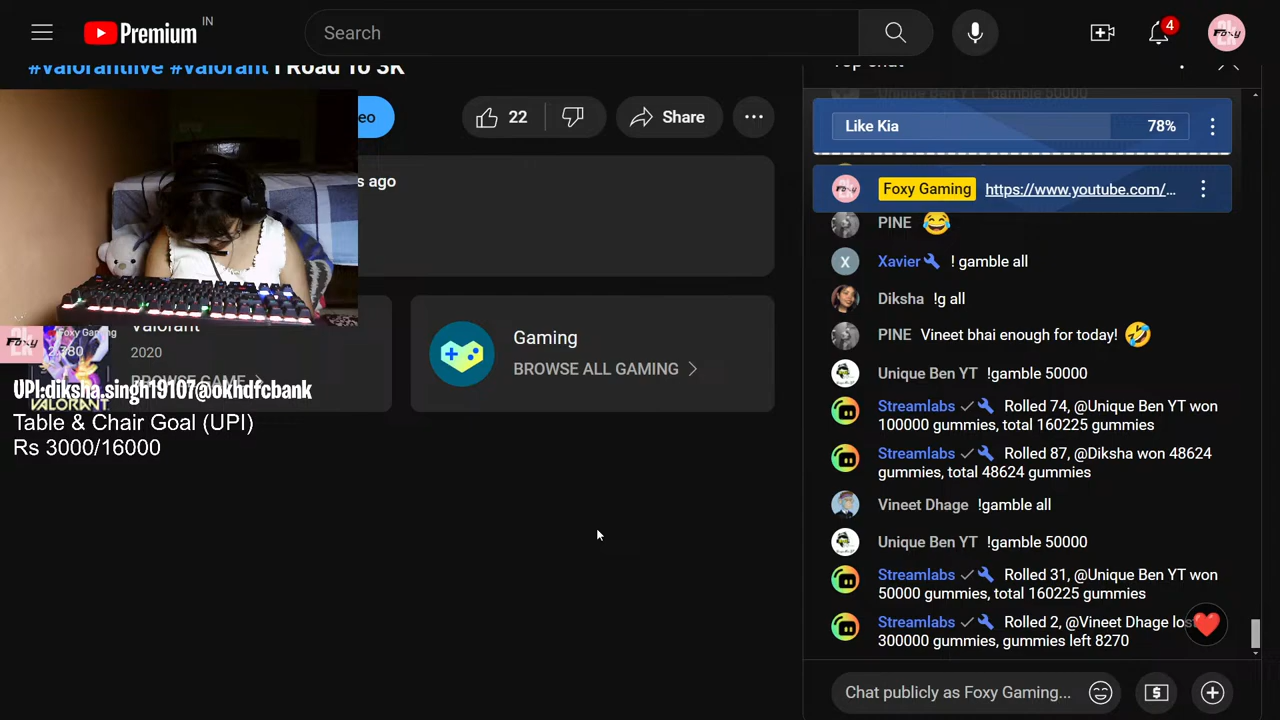 Premium IN
Search
4
Foxy
#Valorantlive #Valorant
eo
22
Share
s ago
Like Kia
78%
Foxy Gaming https://www.youtube.com/...
PINE 😂
X Xavier ! gamble all
Diksha !g all
PINE Vineet bhai enough for today! 🤣
Unique Ben YT !gamble 50000
Streamlabs Rolled 74, @Unique Ben YT won
100000 gummies, total 160225 gummies
Streamlabs Rolled 87, @Diksha won 48624
gummies, total 48624 gummies
Vineet Dhage !gamble all
Unique Ben YT !gamble 50000
Streamlabs Rolled 31, @Unique Ben YT won
50000 gummies, total 160225 gummies
Streamlabs Rolled 2, @Vineet Dhage
300000 gummies, gummies left 8270
Chat publicly as Foxy Gaming...
Foxy Gaming
Foxy
2,380
Valorant
2020
BROWSE GAME
VALORANT
Gaming
BROWSE ALL GAMING
UPI:diksha.singh19107@okhdfcbank
Table & Chair Goal (UPI)
Rs 3000/16000